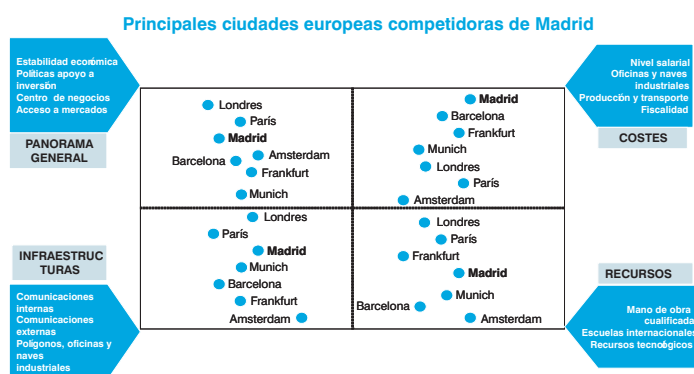 Principales ciudades europeas competidoras de Madrid
Estabilidad económica
Políticas apoyo a
inversión
Centro de negocios
Acceso a mercados
PANORAMA
GENERAL
Londres
París
Madrid
Barcelona
Amsterdam
Frankfurt
Munich
Madrid
Barcelona
Frankfurt
Munich
Londres
París
Amsterdam
Nivel salarial
Oficinas y naves
industriales
Producción y transporte
Fiscalidad
COSTES
INFRAESTRUC
TURAS
Comunicaciones
internas
Comunicaciones
externas
Polígonos, oficinas y
naves
industriales
Londres
París
Madrid
Munich
Barcelona
Frankfurt
Amsterdam
Londres
París
Frankfurt
Madrid
Munich
Barcelona
Amsterdam
RECURSOS
Mano de obra
cualificada
Escuelas internacionales
Recursos tecnológicos